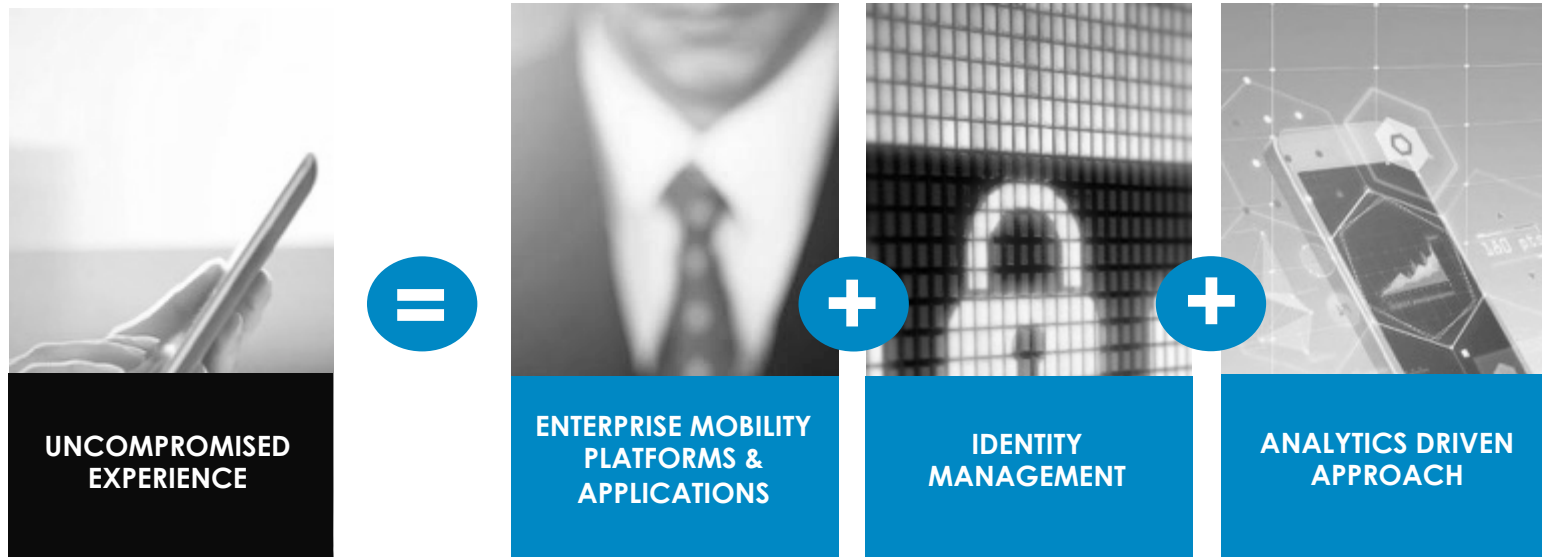 UNCOMPROMISED
EXPERIENCE
=
ENTERPRISE MOBILITY
PLATFORMS &
APPLICATIONS
+
IDENTITY
MANAGEMENT
+
ANALYTICS DRIVEN
APPROACH